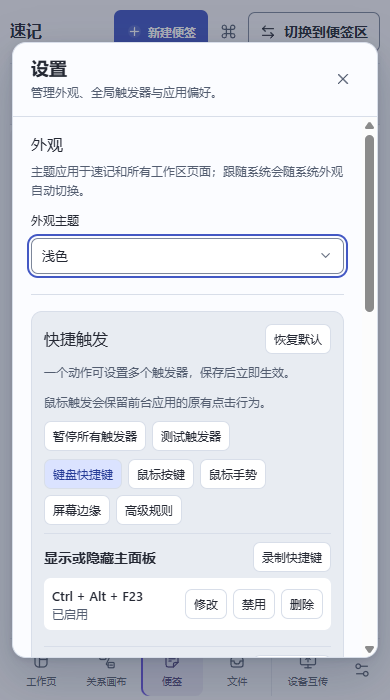 速记
新建便签
切换到便签区
设置
管理外观、全局触发器与应用偏好。
外观
主题应用于速记和所有工作区页面；跟随系统会随系统外观
自动切换。
外观主题
浅色
快捷触发
恢复默认
一个动作可设置多个触发器，保存后立即生效。
鼠标触发会保留前台应用的原有点击行为。
暂停所有触发器
测试触发器
键盘快捷键
鼠标按键
鼠标手势
屏幕边缘
高级规则
显示或隐藏主面板
录制快捷键
Ctrl + Alt + F23
已启用
修改
禁用
删除
工作页
关系画布
便签
文件
设备互传